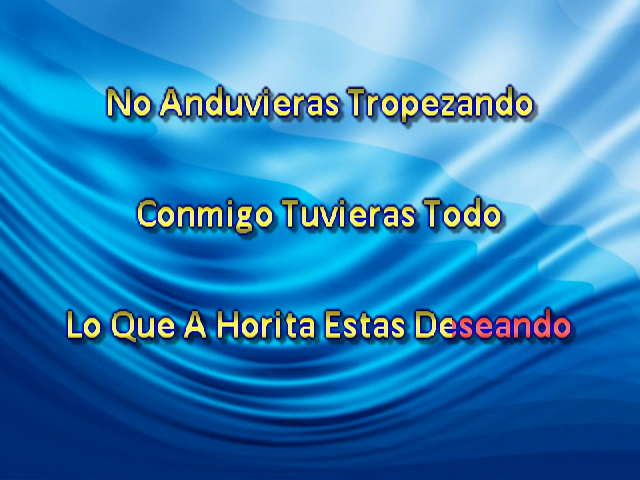 No Anduvieras Tropezando
Conmigo Tuvieras Todo
Lo Que A Horita Estas Deseando